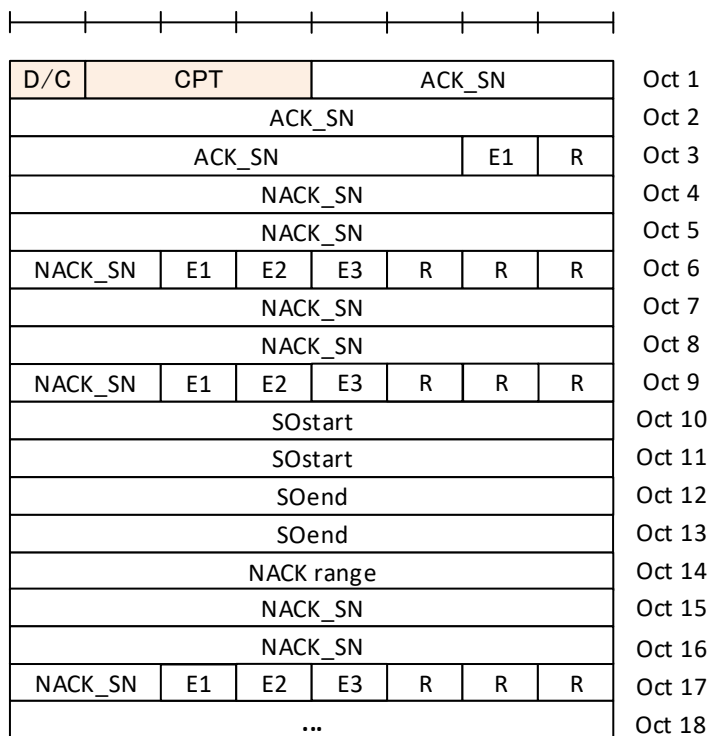 D/C CPT ACK_SN Oct 1
ACK_SN Oct 2
ACK_SN E1 R Oct 3
NACK_SN Oct 4
NACK_SN Oct 5
NACK_SN E1 E2 E3 R R R Oct 6
NACK_SN Oct 7
NACK_SN Oct 8
NACK_SN E1 E2 E3 R R R Oct 9
SOstart Oct 10
SOstart Oct 11
SOend Oct 12
SOend Oct 13
NACK range Oct 14
NACK_SN Oct 15
NACK_SN Oct 16
NACK_SN E1 E2 E3 R R R Oct 17
... Oct 18